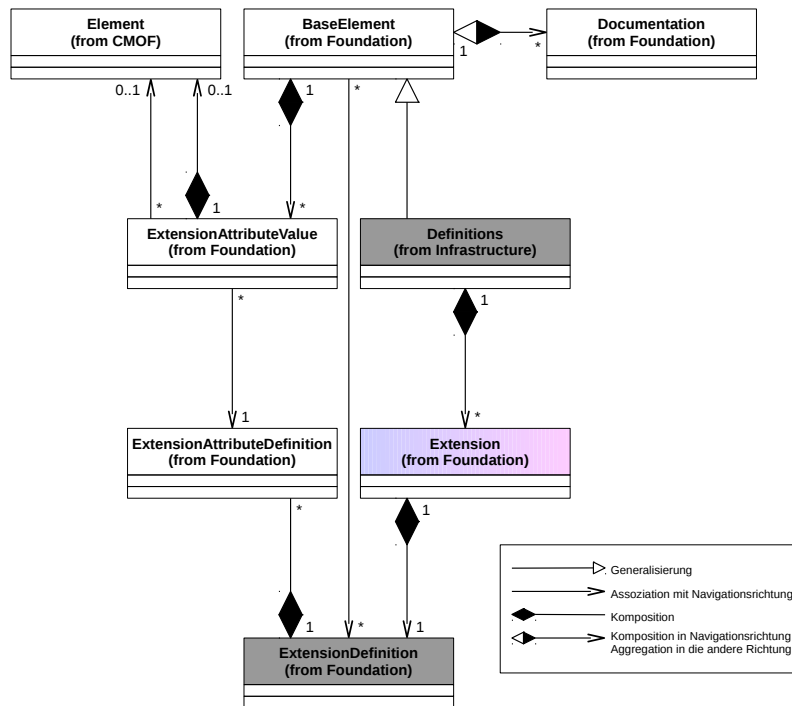 Element
(from CMOF)
BaseElement
(from Foundation)
Documentation
(from Foundation)
1
*
0..1
0..1
1
*
*
1
*
ExtensionAttributeValue
(from Foundation)
Definitions
(from Infrastructure)
*
1
1
*
ExtensionAttributeDefinition
(from Foundation)
Extension
(from Foundation)
*
1
1
*
1
ExtensionDefinition
(from Foundation)
Generalisierung
Assoziation mit Navigationsrichtung
Komposition
Komposition in Navigationsrichtung
Aggregation in die andere Richtung